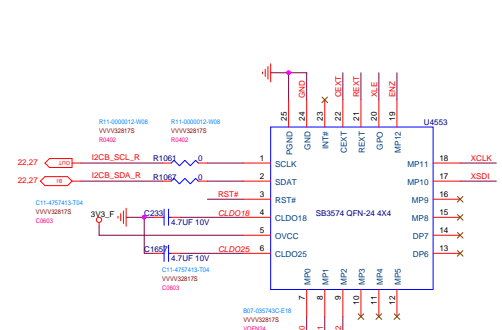 25 24 23 22 21 20 19
GND CEXT REXT XLE ENZ
U4553
PGND GND INT# CEXT REXT GPO MP12
R11-0000012-W08 R11-0000012-W08
VVVV32817S VVVV32817S
R0402 R0402
22.27 OUT I2CB_SCL_R R1061 0 1 SCLK MP11 18 XCLK
22.27 BI I2CB_SDA_R R1067 0 2 SDAT MP10 17 XSDI
RST# 3 RST# MP9 16
C11-4757413-T04
VVVV32817S
C0603
3V3_F C233 4.7UF 10V CLDO18 4 CLDO18 SB3574 QFN-24 4X4 MP8 15
5 OVCC DP7 14
C1657 4.7UF 10V CLDO25 6 CLDO25 DP6 13
C11-4757413-T04
VVVV32817S
C0603
MP0 MP1 MP2 MP3 MP4 MP5
7 8 9 10 11 12
B07-035743C-E18
VVVV32817S
VQFN24